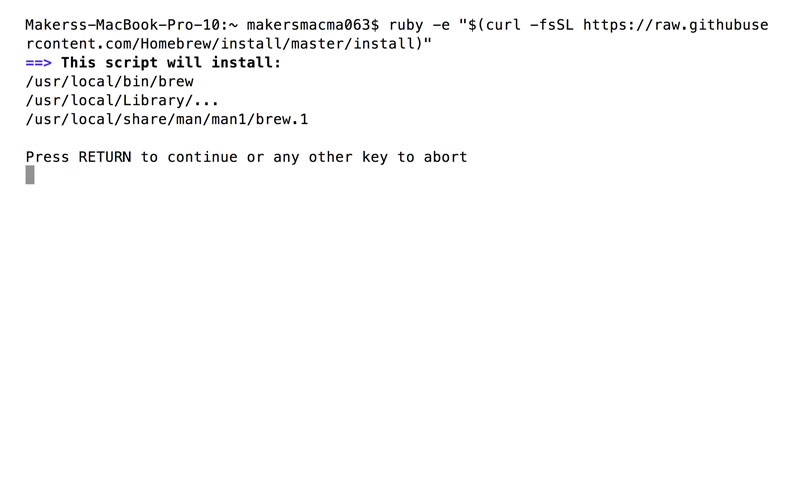 Makerss-MacBook-Pro-10:~ makersmacma063$ ruby -e "$(curl -fsSL https://raw.githubuse
rcontent.com/Homebrew/install/master/install)"
==> This script will install:
/usr/local/bin/brew
/usr/local/Library/...
/usr/local/share/man/man1/brew.1
Press RETURN to continue or any other key to abort